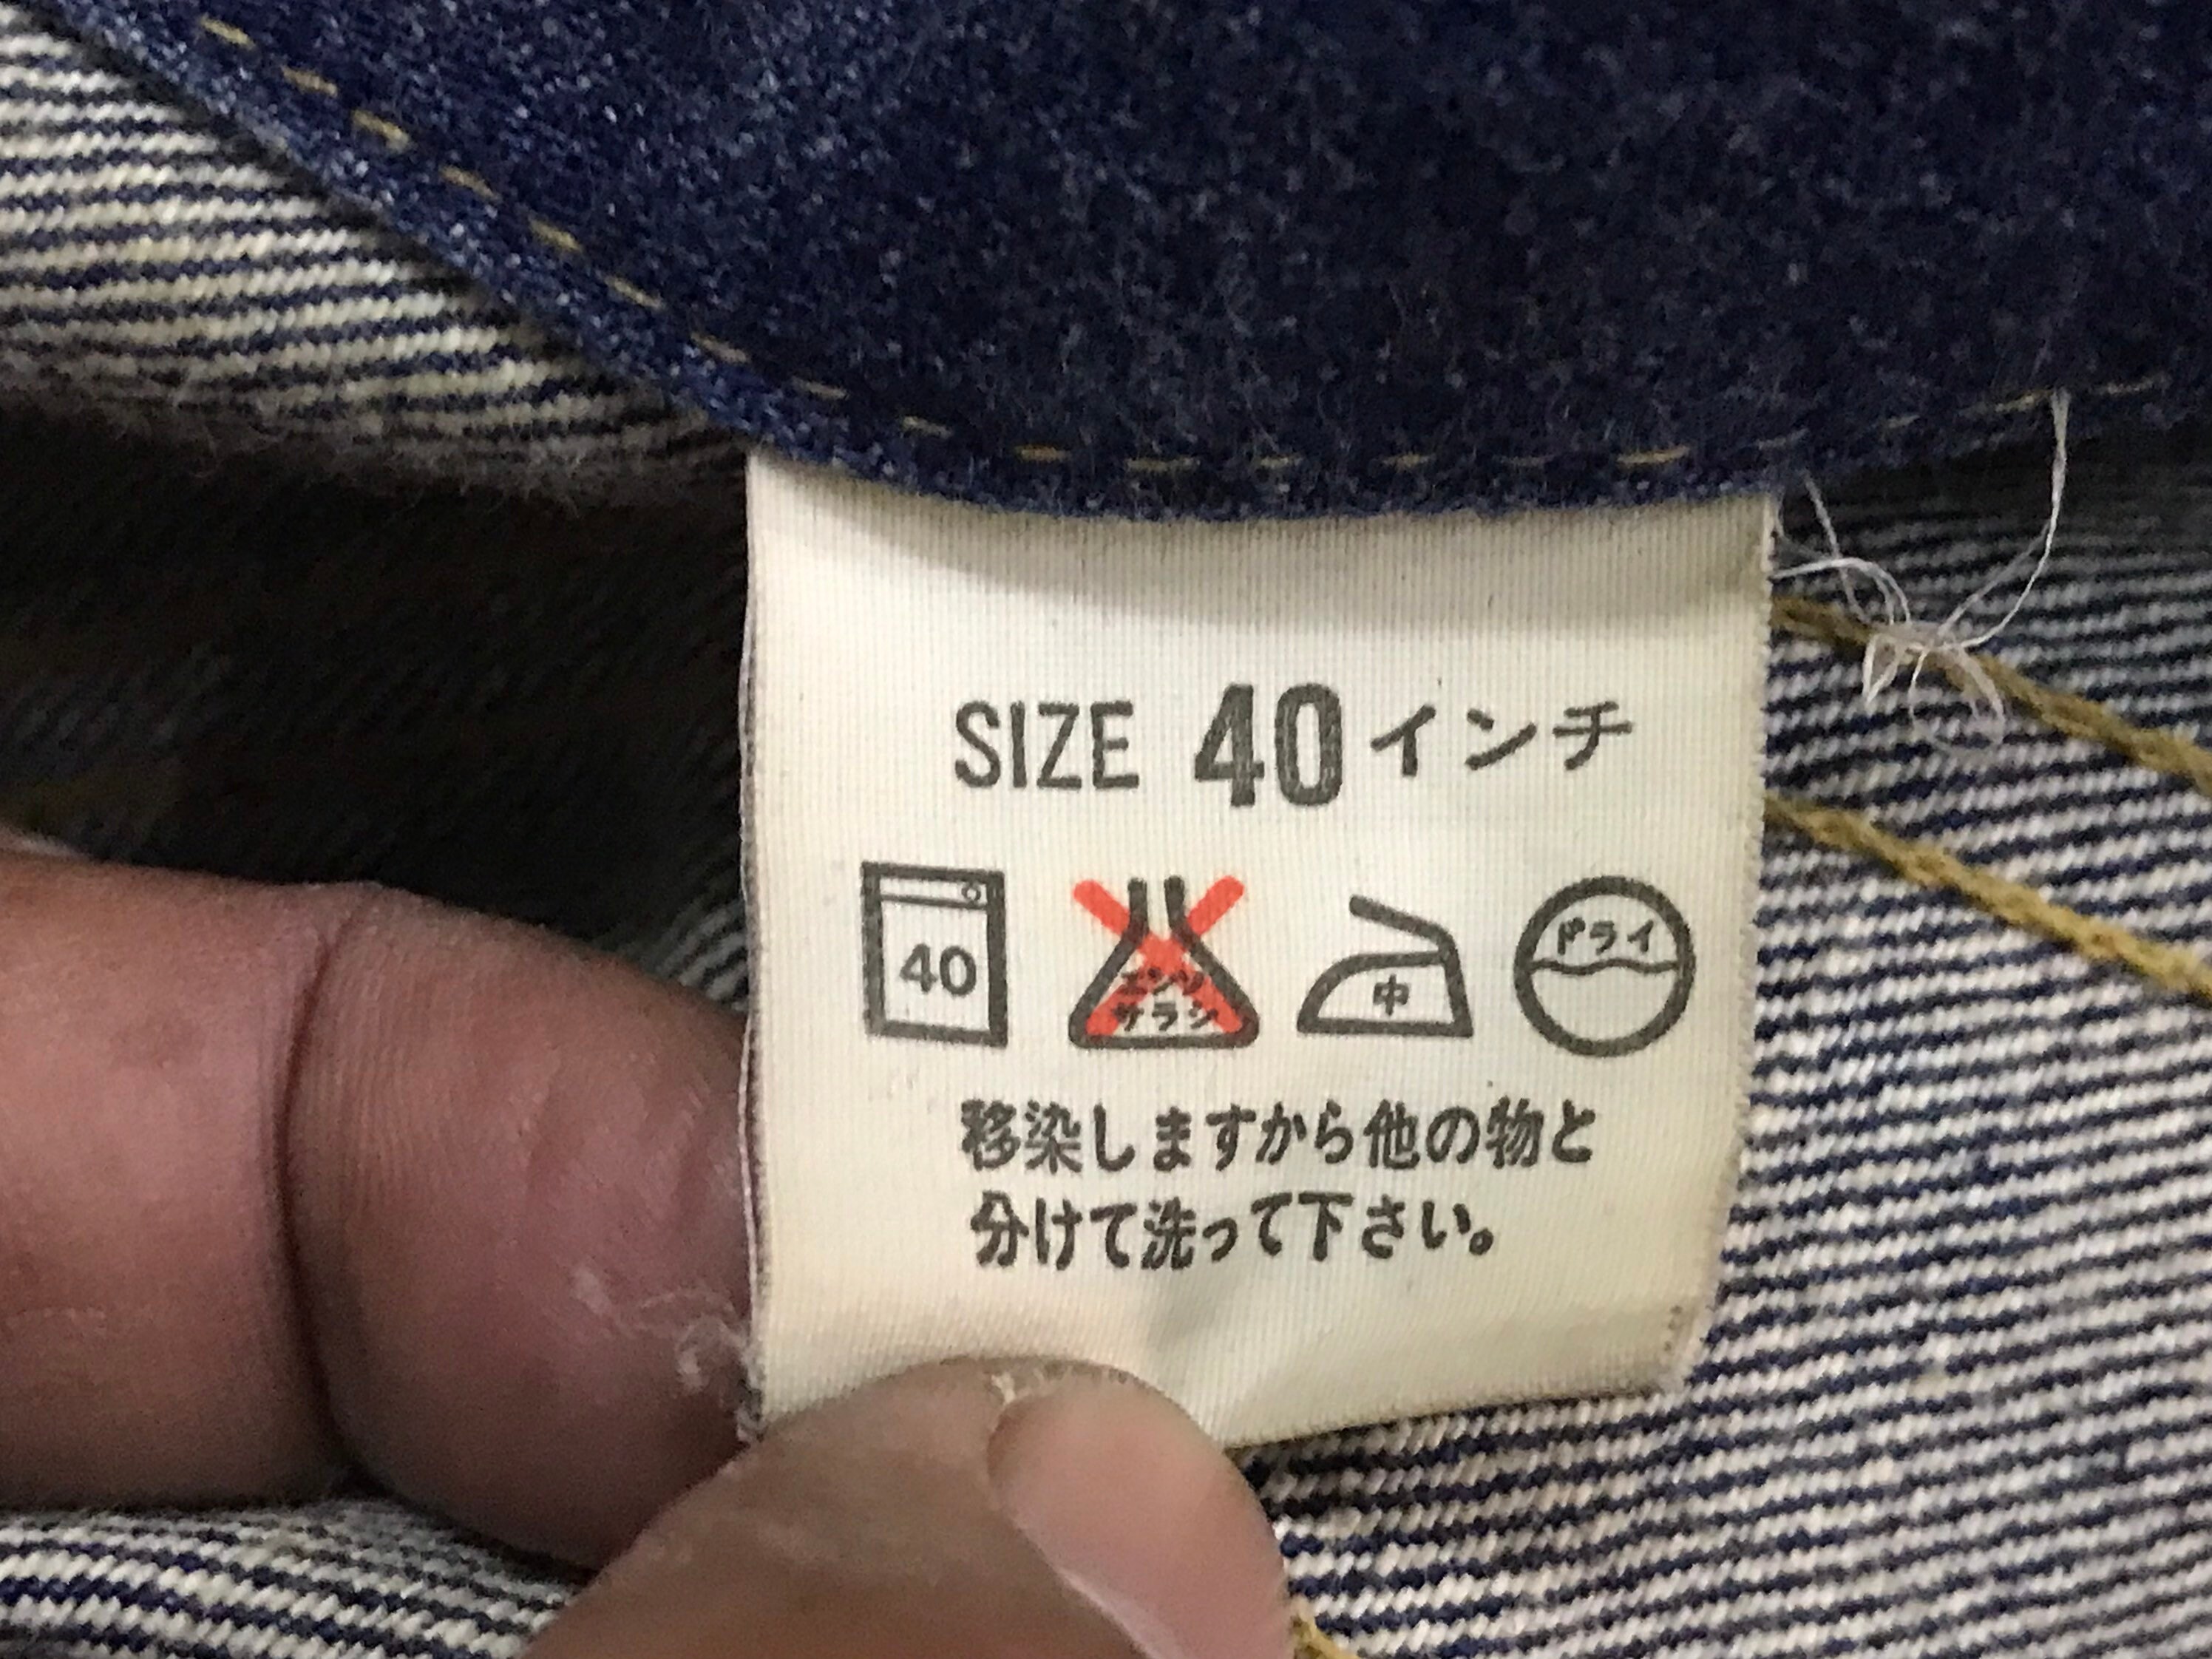 SIZE 40インチ
40
エンソ
サラシ
中
ドライ
移染しますから他の物と
分けて洗って下さい。